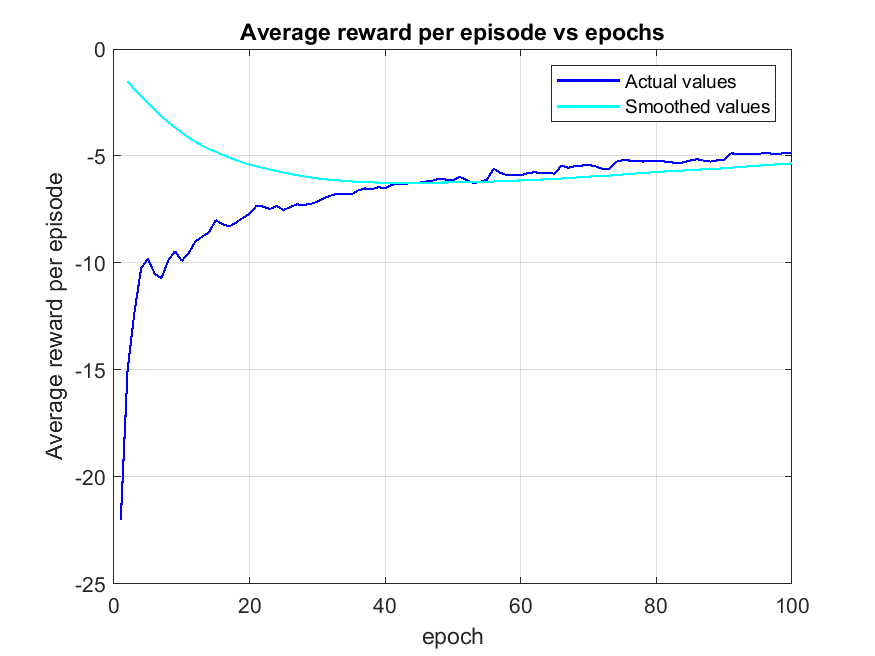 Average reward per episode vs epochs
Actual values
Smoothed values
Average reward per episode
0
-5
-10
-15
-20
-25
0 20 40 60 80 100
epoch